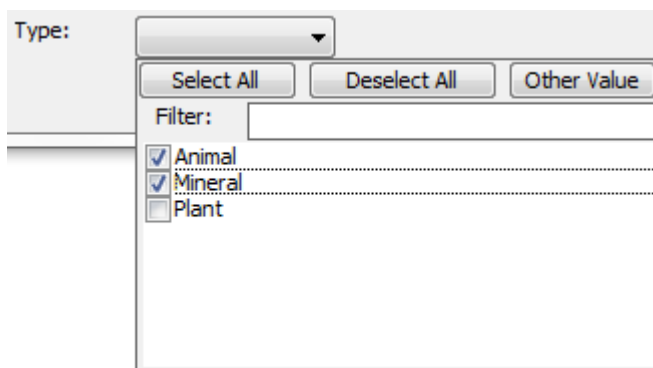 Type:
Select All Deselect All Other Value
Filter:
Animal
Mineral
Plant